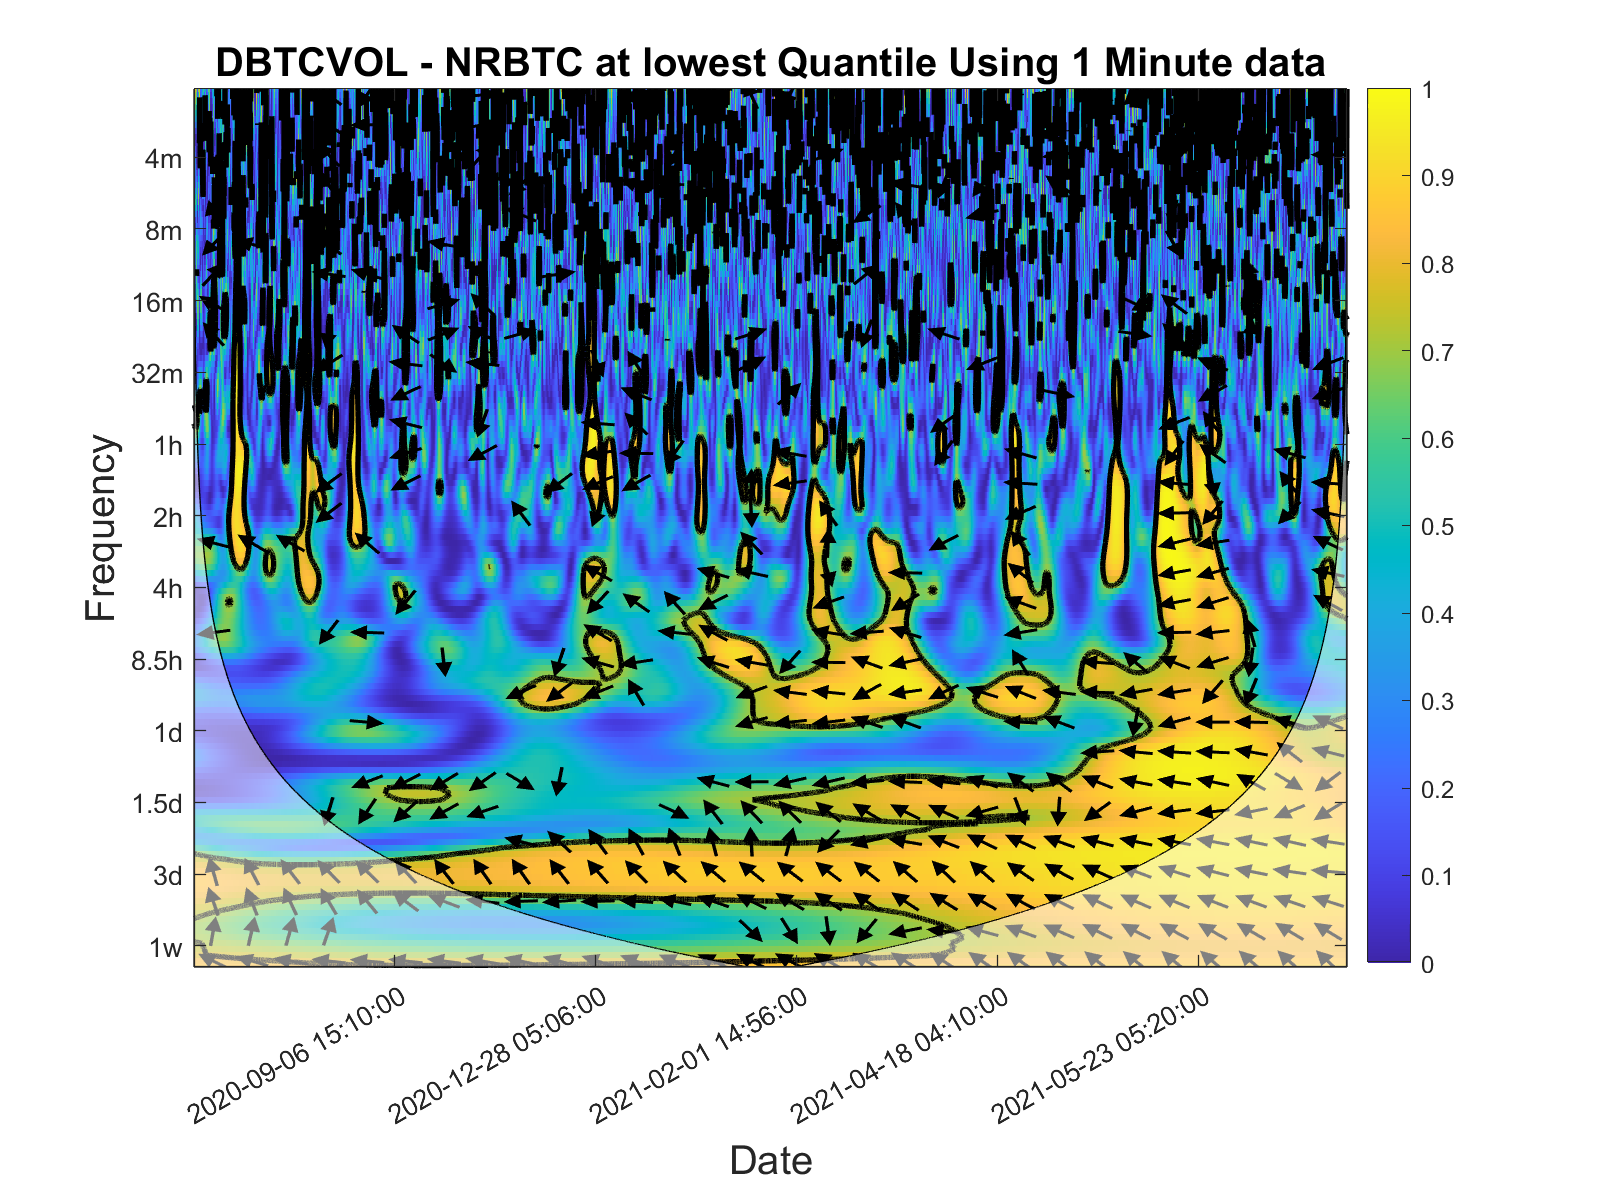 DBTCVOL - NRBTC at lowest Quantile Using 1 Minute data
Frequency
4m
8m
16m
32m
1h
2h
4h
8.5h
1d
1.5d
3d
1w
1
0.9
0.8
0.7
0.6
0.5
0.4
0.3
0.2
0.1
0
2020-09-06 15:10:00
2020-12-28 05:06:00
2021-02-01 14:56:00
2021-04-18 04:10:00
2021-05-23 05:20:00
Date